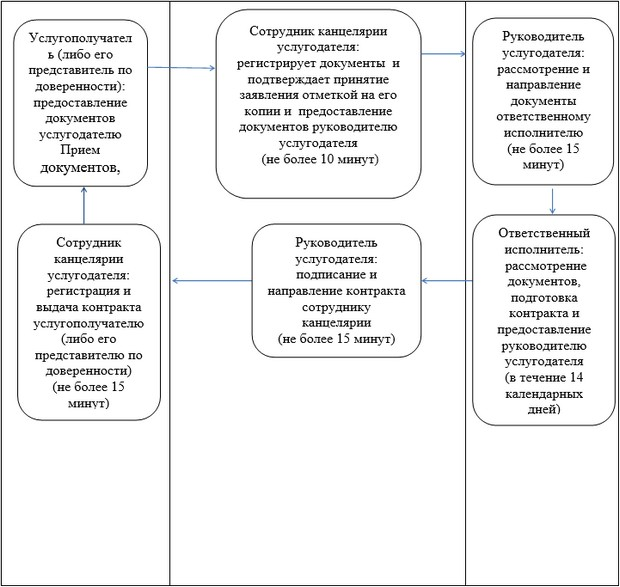 Услугополучател
ь (либо его
представитель по
доверенности):
предоставление
документов
услугодателю
Прием
документов,
Сотрудник канцелярии
услугодателя:
регистрирует документы и
подтверждает принятие
заявления отметкой на его
копии и предоставление
документов руководителю
услугодателя
(не более 10 минут)
Руководитель
услугодателя:
рассмотрение и
направление
документы
ответственному
исполнителю
(не более 15
минут)
Ответственный
исполнитель:
рассмотрение
документов,
подготовка
контракта и
предоставление
руководителю
услугодателя
(в течение 14
календарных
дней)
Руководитель
услугодателя:
подписание и
направление контракта
сотруднику
канцелярии
(не более 15 минут)
Сотрудник
канцелярии
услугодателя:
регистрация и
выдача контракта
услугополучателю
(либо его
представителю по
доверенности)
(не более 15
минут)